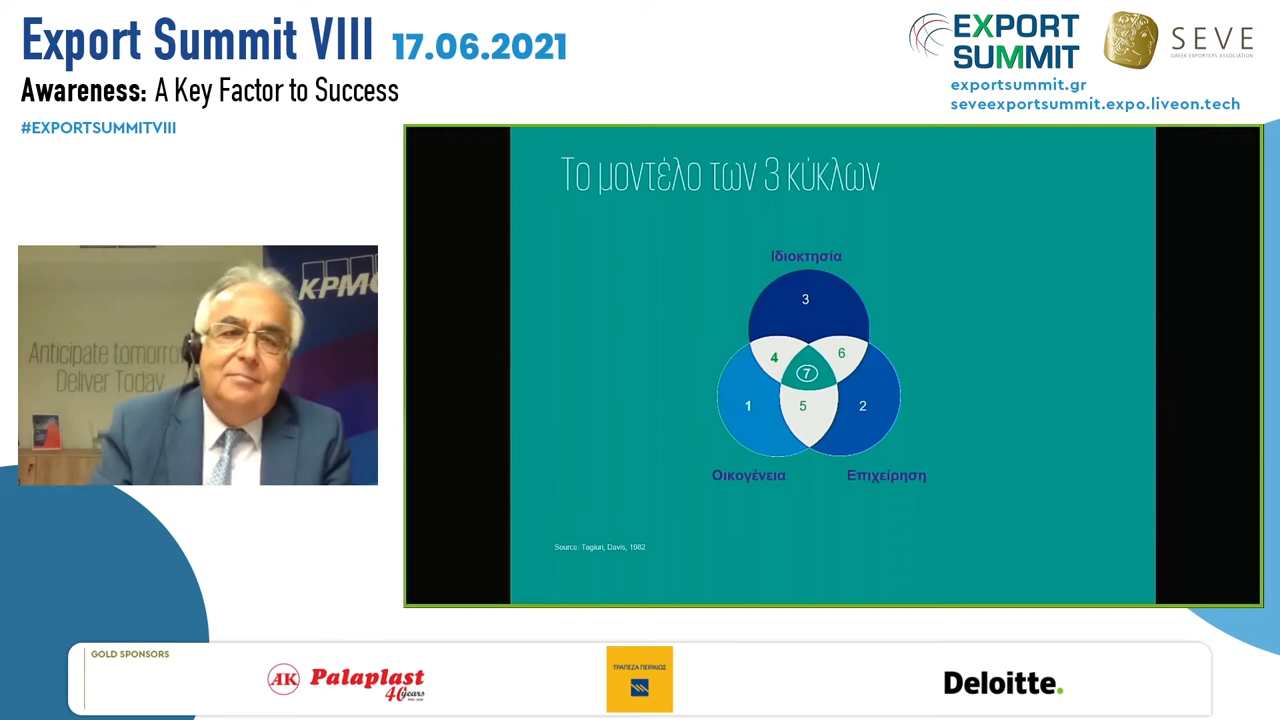 Export Summit VIII 17.06.2021
Awareness: A Key Factor to Success
#EXPORTSUMMITVIII
EXPORT
SUMMIT
SEVE
GREEK EXPORTERS ASSOCIATION
exportsummit.gr
seveexportsummit.expo.liveon.tech
Το μοντέλο των 3 κύκλων
Ιδιοκτησία
3
4
6
7
1
5
2
Οικογένεια
Επιχείρηση
Source: Tagiuri, Davis, 1982
KPMG
Anticipate tomorro
Deliver Today
GOLD SPONSORS
AK
Palaplast
40 years
ΤΡΑΠΕΖΑ ΠΕΙΡΑΙΩΣ
Deloitte.